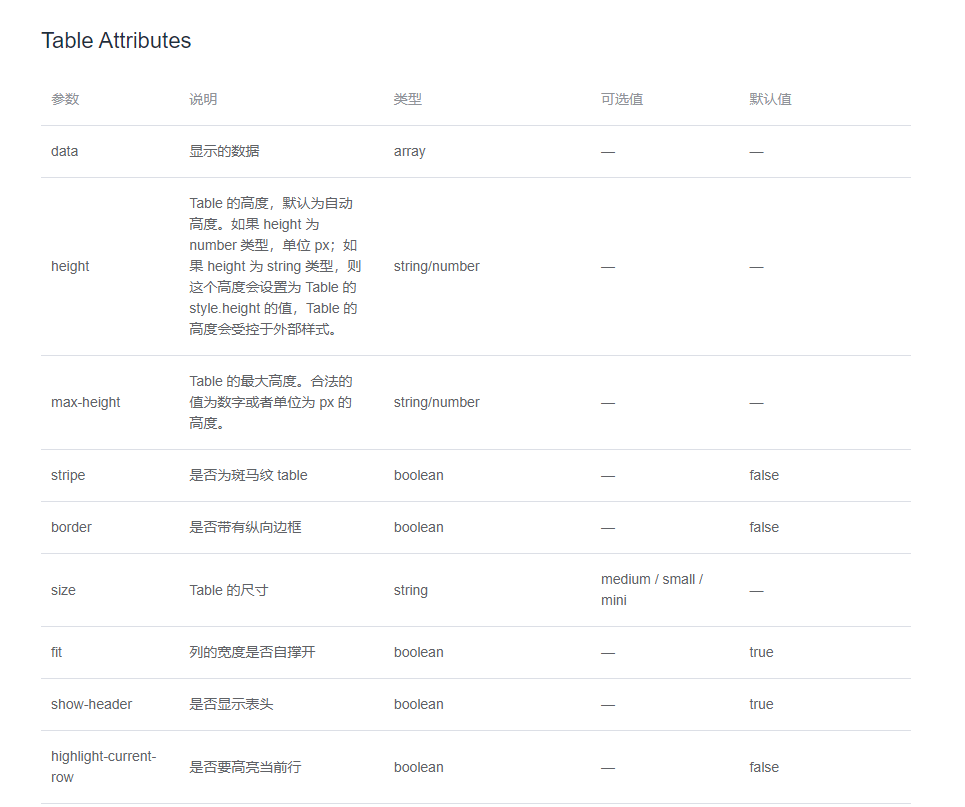 Table Attributes
参数 说明 类型 可选值 默认值
data 显示的数据 array — —
Table 的高度，默认为自动
高度。如果 height 为
number 类型，单位 px；如
height 果 height 为 string 类型，则 string/number — —
这个高度会设置为 Table 的
style.height 的值，Table 的
高度会受控于外部样式。
Table 的最大高度。合法的
max-height 值为数字或者单位为 px 的 string/number — —
高度。
stripe 是否为斑马纹 table boolean — false
border 是否带有纵向边框 boolean — false
size Table 的尺寸 string medium / small / —
mini
fit 列的宽度是否自撑开 boolean — true
show-header 是否显示表头 boolean — true
highlight-current- 是否要高亮当前行 boolean — false
row